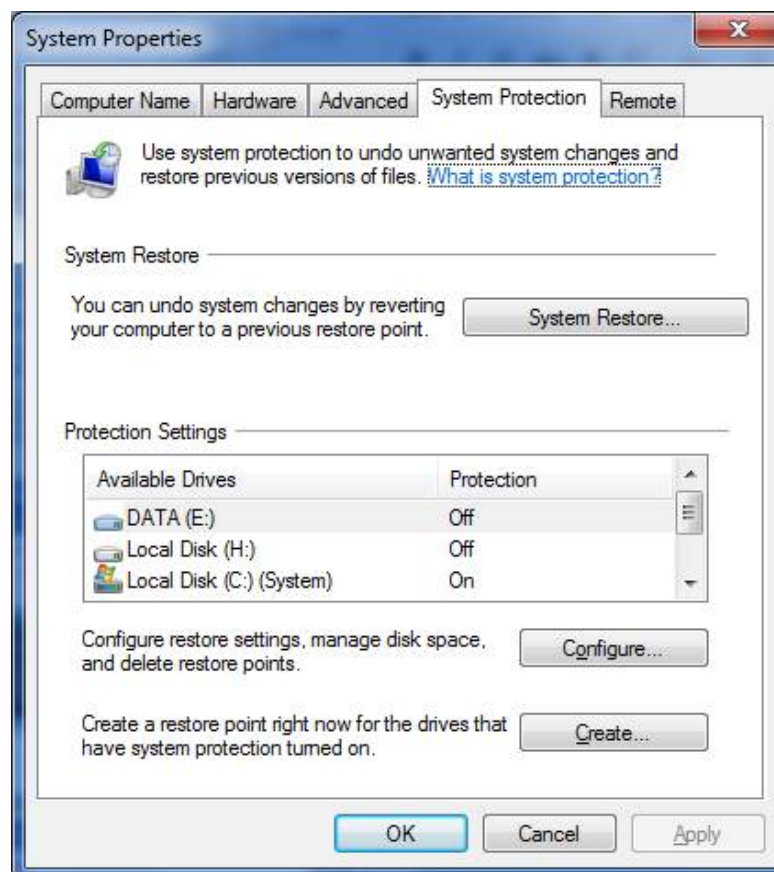 System Properties
Computer Name Hardware Advanced System Protection Remote
Use system protection to undo unwanted system changes and
restore previous versions of files. What is system protection?
System Restore
You can undo system changes by reverting
your computer to a previous restore point.
System Restore...
Protection Settings
Available Drives Protection
DATA (E:) Off
Local Disk (H:) Off
Local Disk (C:) (System) On
Configure restore settings, manage disk space,
and delete restore points.
Configure...
Create a restore point right now for the drives that
have system protection turned on.
Create...
OK Cancel Apply